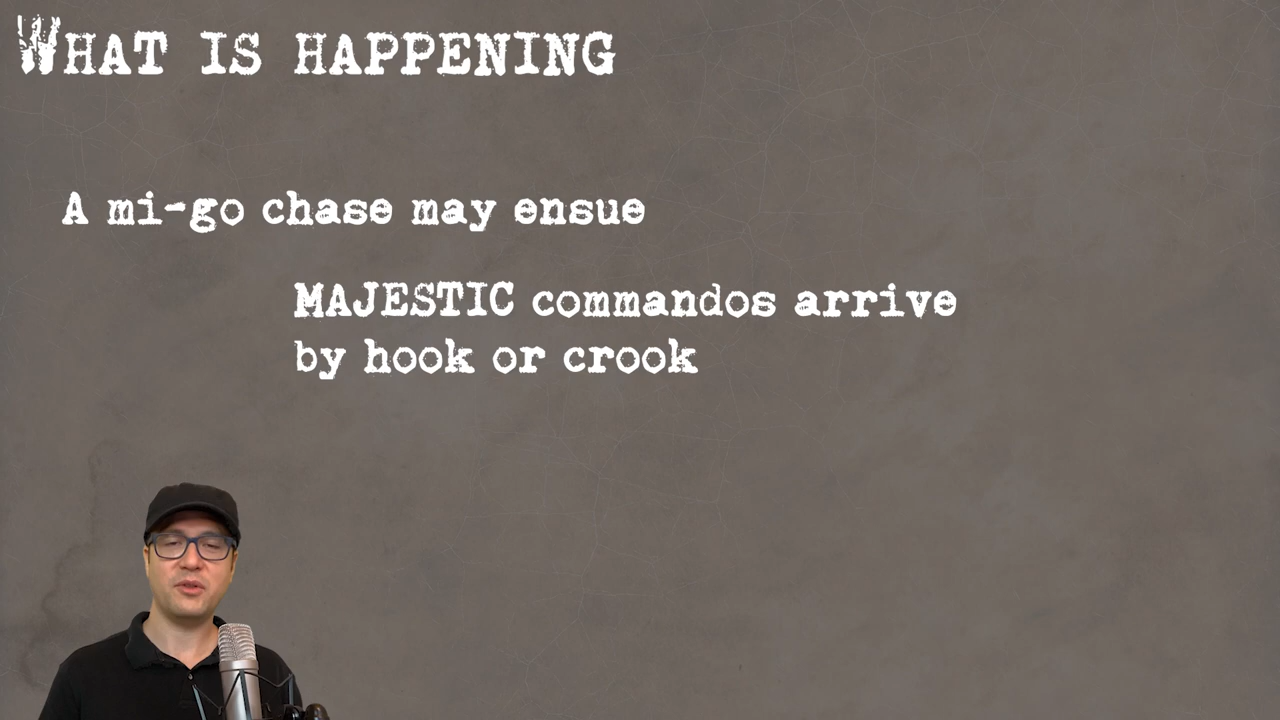 What is happening
A mi-go chase may ensue
MAJESTIC commandos arrive
by hook or crook